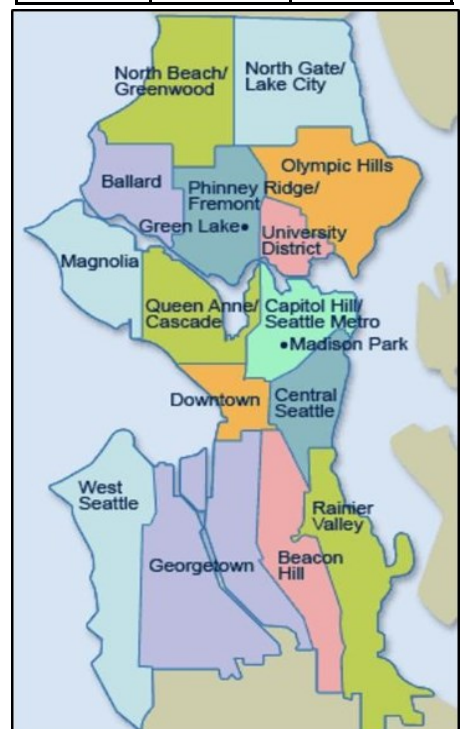 North Beach/
Greenwood
North Gate/
Lake City
Olympic Hills
Ballard
Phinney Ridge/
Fremont
Green Lake
University
District
Magnolia
Queen Anne/
Cascade
Capitol Hill/
Seattle Metro
Madison Park
Downtown
Central
Seattle
West
Seattle
Rainier
Valley
Georgetown
Beacon
Hill